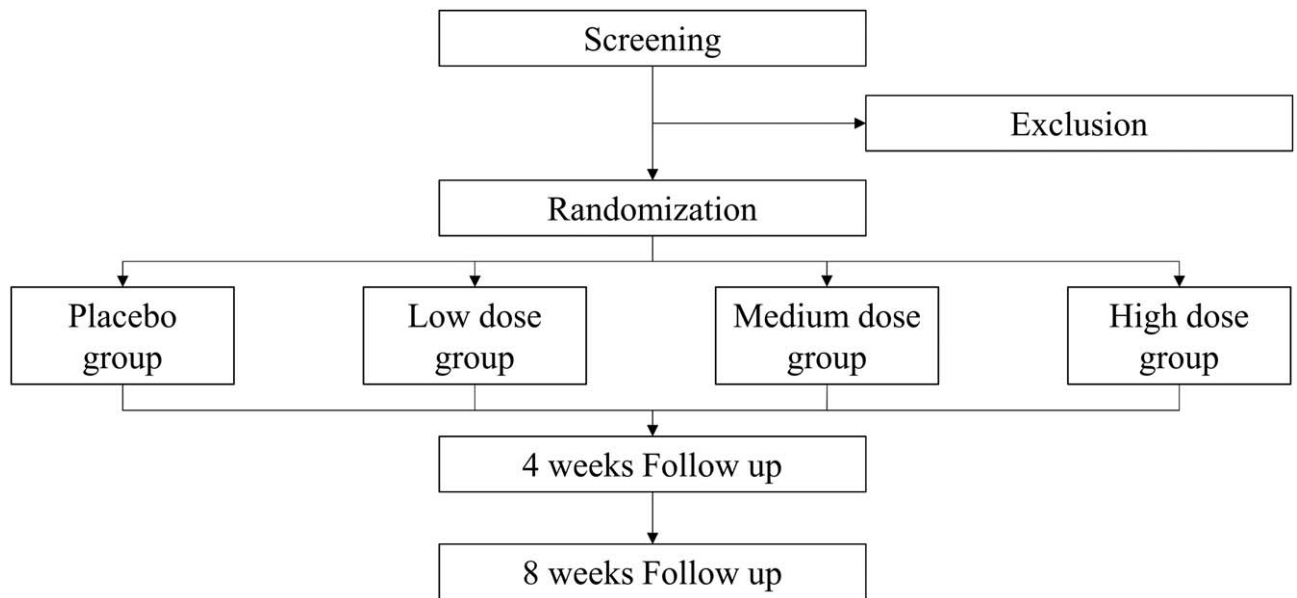 Screening
Exclusion
Randomization
Placebo
group
Low dose
group
Medium dose
group
High dose
group
4 weeks Follow up
8 weeks Follow up